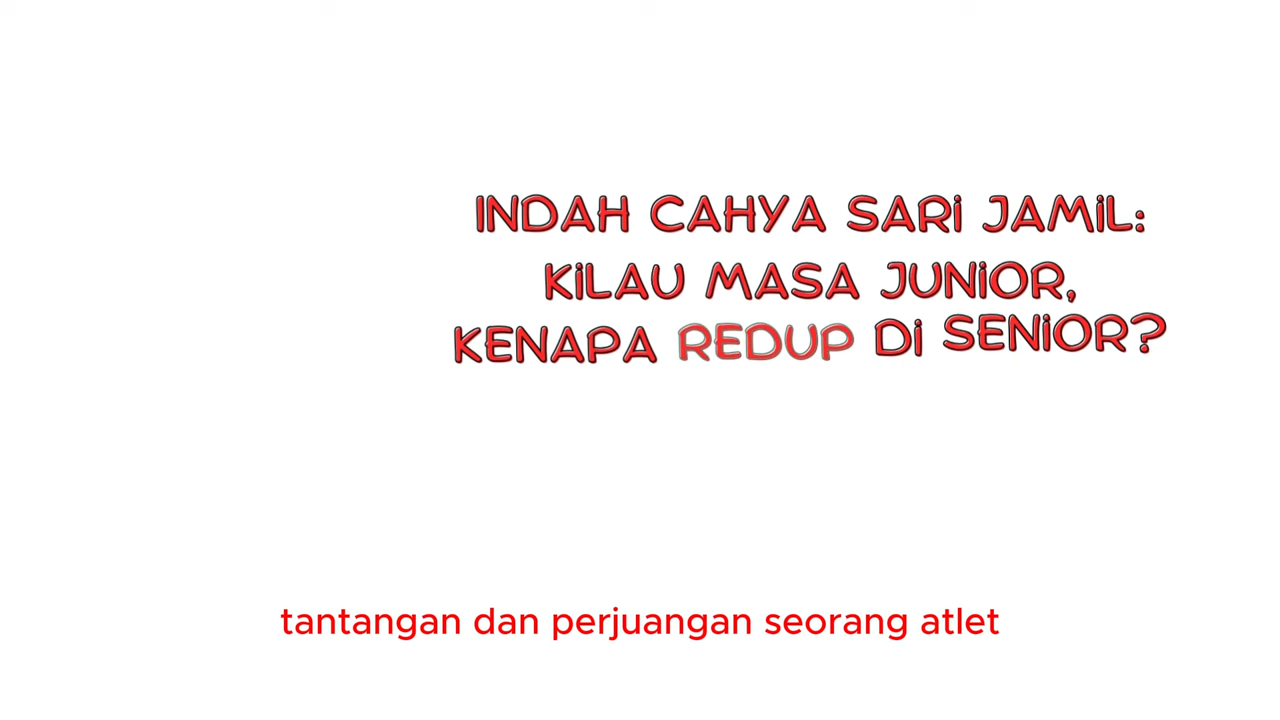 INDAH CAHYA SARI JAMIL:
KILAU MASA JUNIOR,
KENAPA REDUP DI SENIOR?
tantangan dan perjuangan seorang atlet